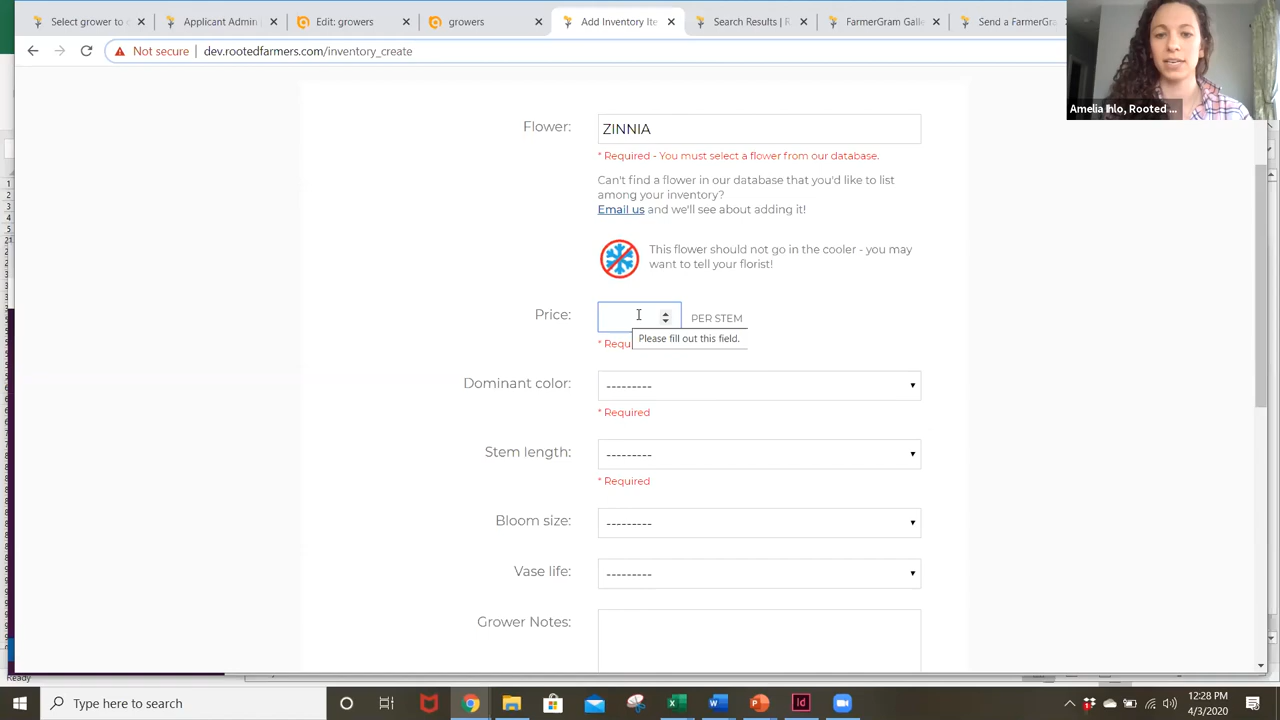 Select grower to c
Applicant Admin
Edit: growers
growers
Add Inventory Ite
Search Results | R
FarmerGram Galle
Send a FarmerGra
Not secure
dev.rootedfarmers.com/inventory_create
Amelia Ihlo, Rooted ...
Flower:
ZINNIA
* Required - You must select a flower from our database.
Can't find a flower in our database that you'd like to list
among your inventory?
Email us and we'll see about adding it!
This flower should not go in the cooler - you may
want to tell your florist!
Price:
PER STEM
* Requ
Please fill out this field.
Dominant color:
---------
* Required
Stem length:
---------
* Required
Bloom size:
---------
Vase life:
---------
Grower Notes:
Ready
Type here to search
12:28 PM
4/3/2020